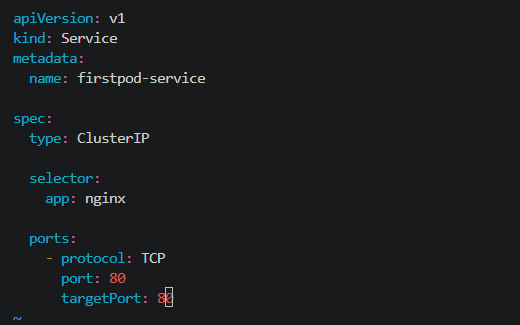 apiVersion: v1
kind: Service
metadata:
  name: firstpod-service

spec:
  type: ClusterIP

  selector:
    app: nginx

  ports:
    - protocol: TCP
      port: 80
      targetPort: 80
~